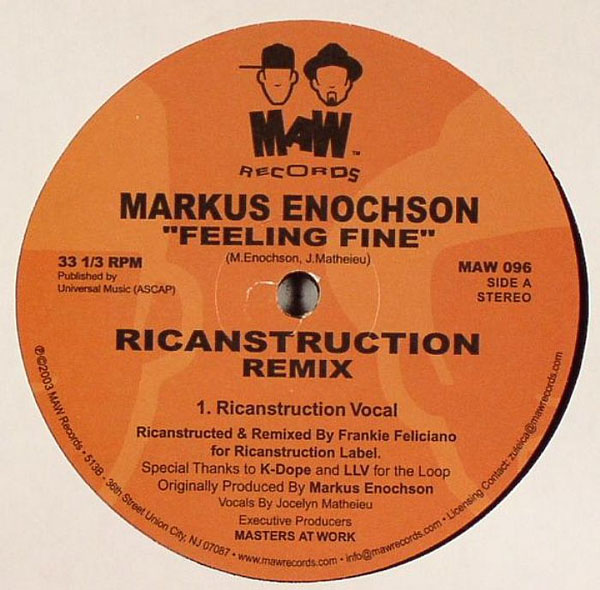 MAW™
RECORDS
MARKUS ENOCHSON
"FEELING FINE"
(M.Enochson, J.Matheieu)
33 1/3 RPM
Published by
Universal Music (ASCAP)
MAW 096
SIDE A
STEREO
RICANSTRUCTION
REMIX
1. Ricanstruction Vocal
Ricanstructed & Remixed By Frankie Feliciano
for Ricanstruction Label.
Special Thanks to K-Dope and LLV for the Loop
Originally Produced By Markus Enochson
Vocals By Jocelyn Matheieu
Executive Producers
MASTERS AT WORK
℗©2003 MAW Records • 513B - 36th Street Union City, NJ 07087 • www.mawrecords.com • info@mawrecords.com • Licensing Contact: zuleica@mawrecords.com